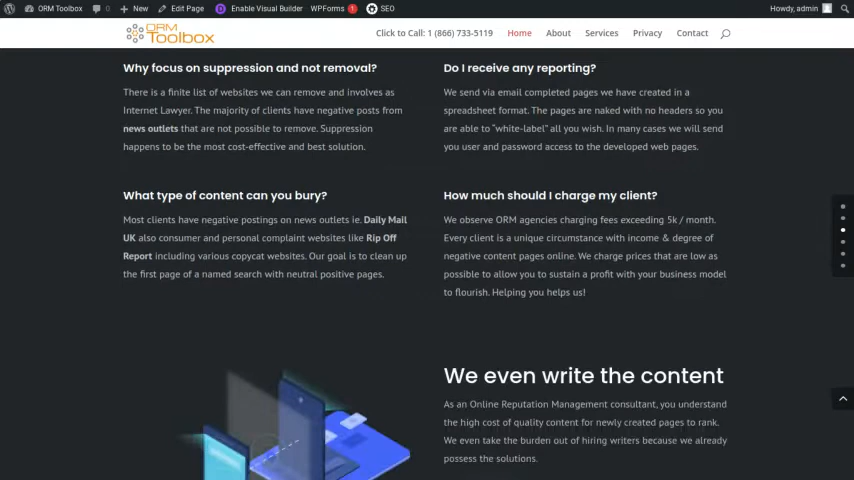 ORM Toolbox 0 New Edit Page Enable Visual Builder WPForms 1 SEO Howdy, admin
ORM Toolbox
Click to Call: 1 (866) 733-5119 Home About Services Privacy Contact
Why focus on suppression and not removal?
There is a finite list of websites we can remove and involves as
Internet Lawyer. The majority of clients have negative posts from
news outlets that are not possible to remove. Suppression
happens to be the most cost-effective and best solution.
Do I receive any reporting?
We send via email completed pages we have created in a
spreadsheet format. The pages are naked with no headers so you
are able to “white-label” all you wish. In many cases we will send
you user and password access to the developed web pages.
What type of content can you bury?
Most clients have negative postings on news outlets ie. Daily Mall
UK also consumer and personal complaint websites like Rip Off
Report including various copycat websites. Our goal is to clean up
the first page of a named search with neutral positive pages.
How much should I charge my client?
We observe ORM agencies charging fees exceeding 5k / month.
Every client is a unique circumstance with income & degree of
negative content pages online. We charge prices that are low as
possible to allow you to sustain a profit with your business model
to flourish. Helping you helps us!
We even write the content
As an Online Reputation Management consultant, you understand
the high cost of quality content for newly created pages to rank.
We even take the burden out of hiring writers because we already
possess the solutions.